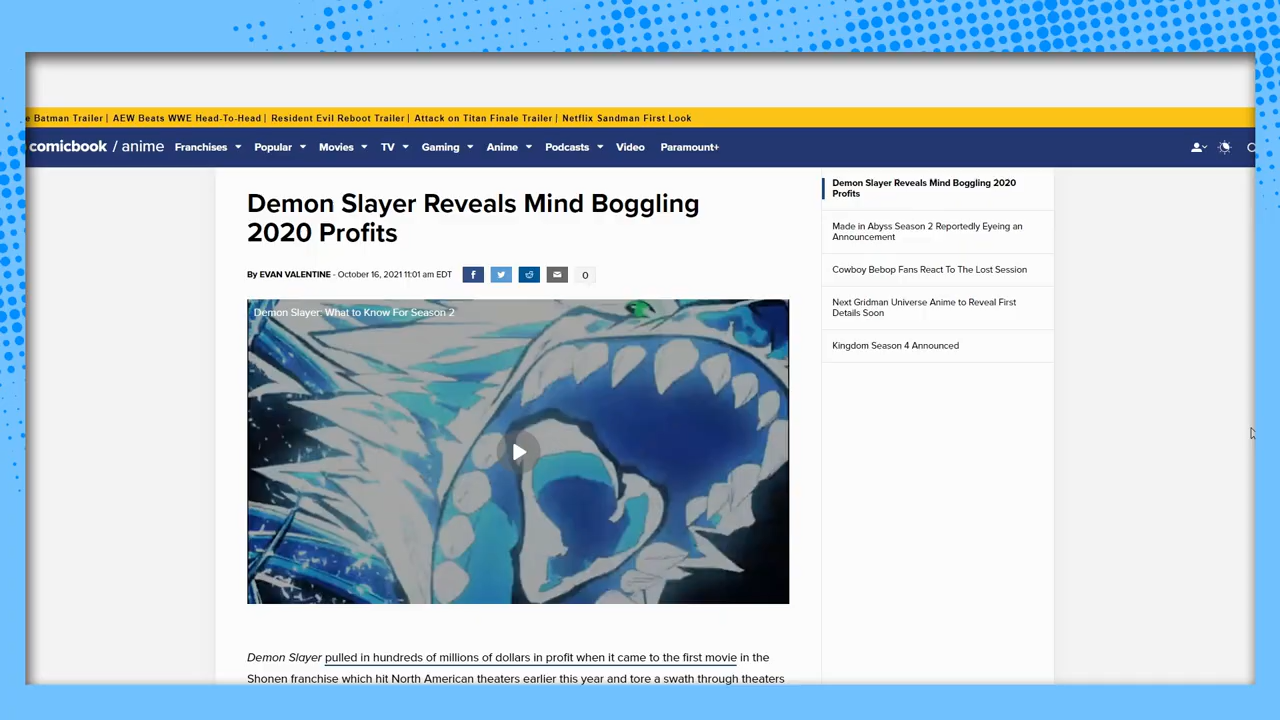 Batman Trailer | AEW Beats WWE Head-To-Head | Resident Evil Reboot Trailer | Attack on Titan Finale Trailer | Netflix Sandman First Look
comicbook / anime Franchises Popular Movies TV Gaming Anime Podcasts Video Paramount+
Demon Slayer Reveals Mind Boggling
2020 Profits
By EVAN VALENTINE - October 16, 2021 11:01 am EDT
0
Demon Slayer: What to Know For Season 2
Demon Slayer pulled in hundreds of millions of dollars in profit when it came to the first movie in the
Shonen franchise which hit North American theaters earlier this year and tore a swath through theaters
Demon Slayer Reveals Mind Boggling 2020
Profits
Made in Abyss Season 2 Reportedly Eyeing an
Announcement
Cowboy Bebop Fans React To The Lost Session
Next Gridman Universe Anime to Reveal First
Details Soon
Kingdom Season 4 Announced